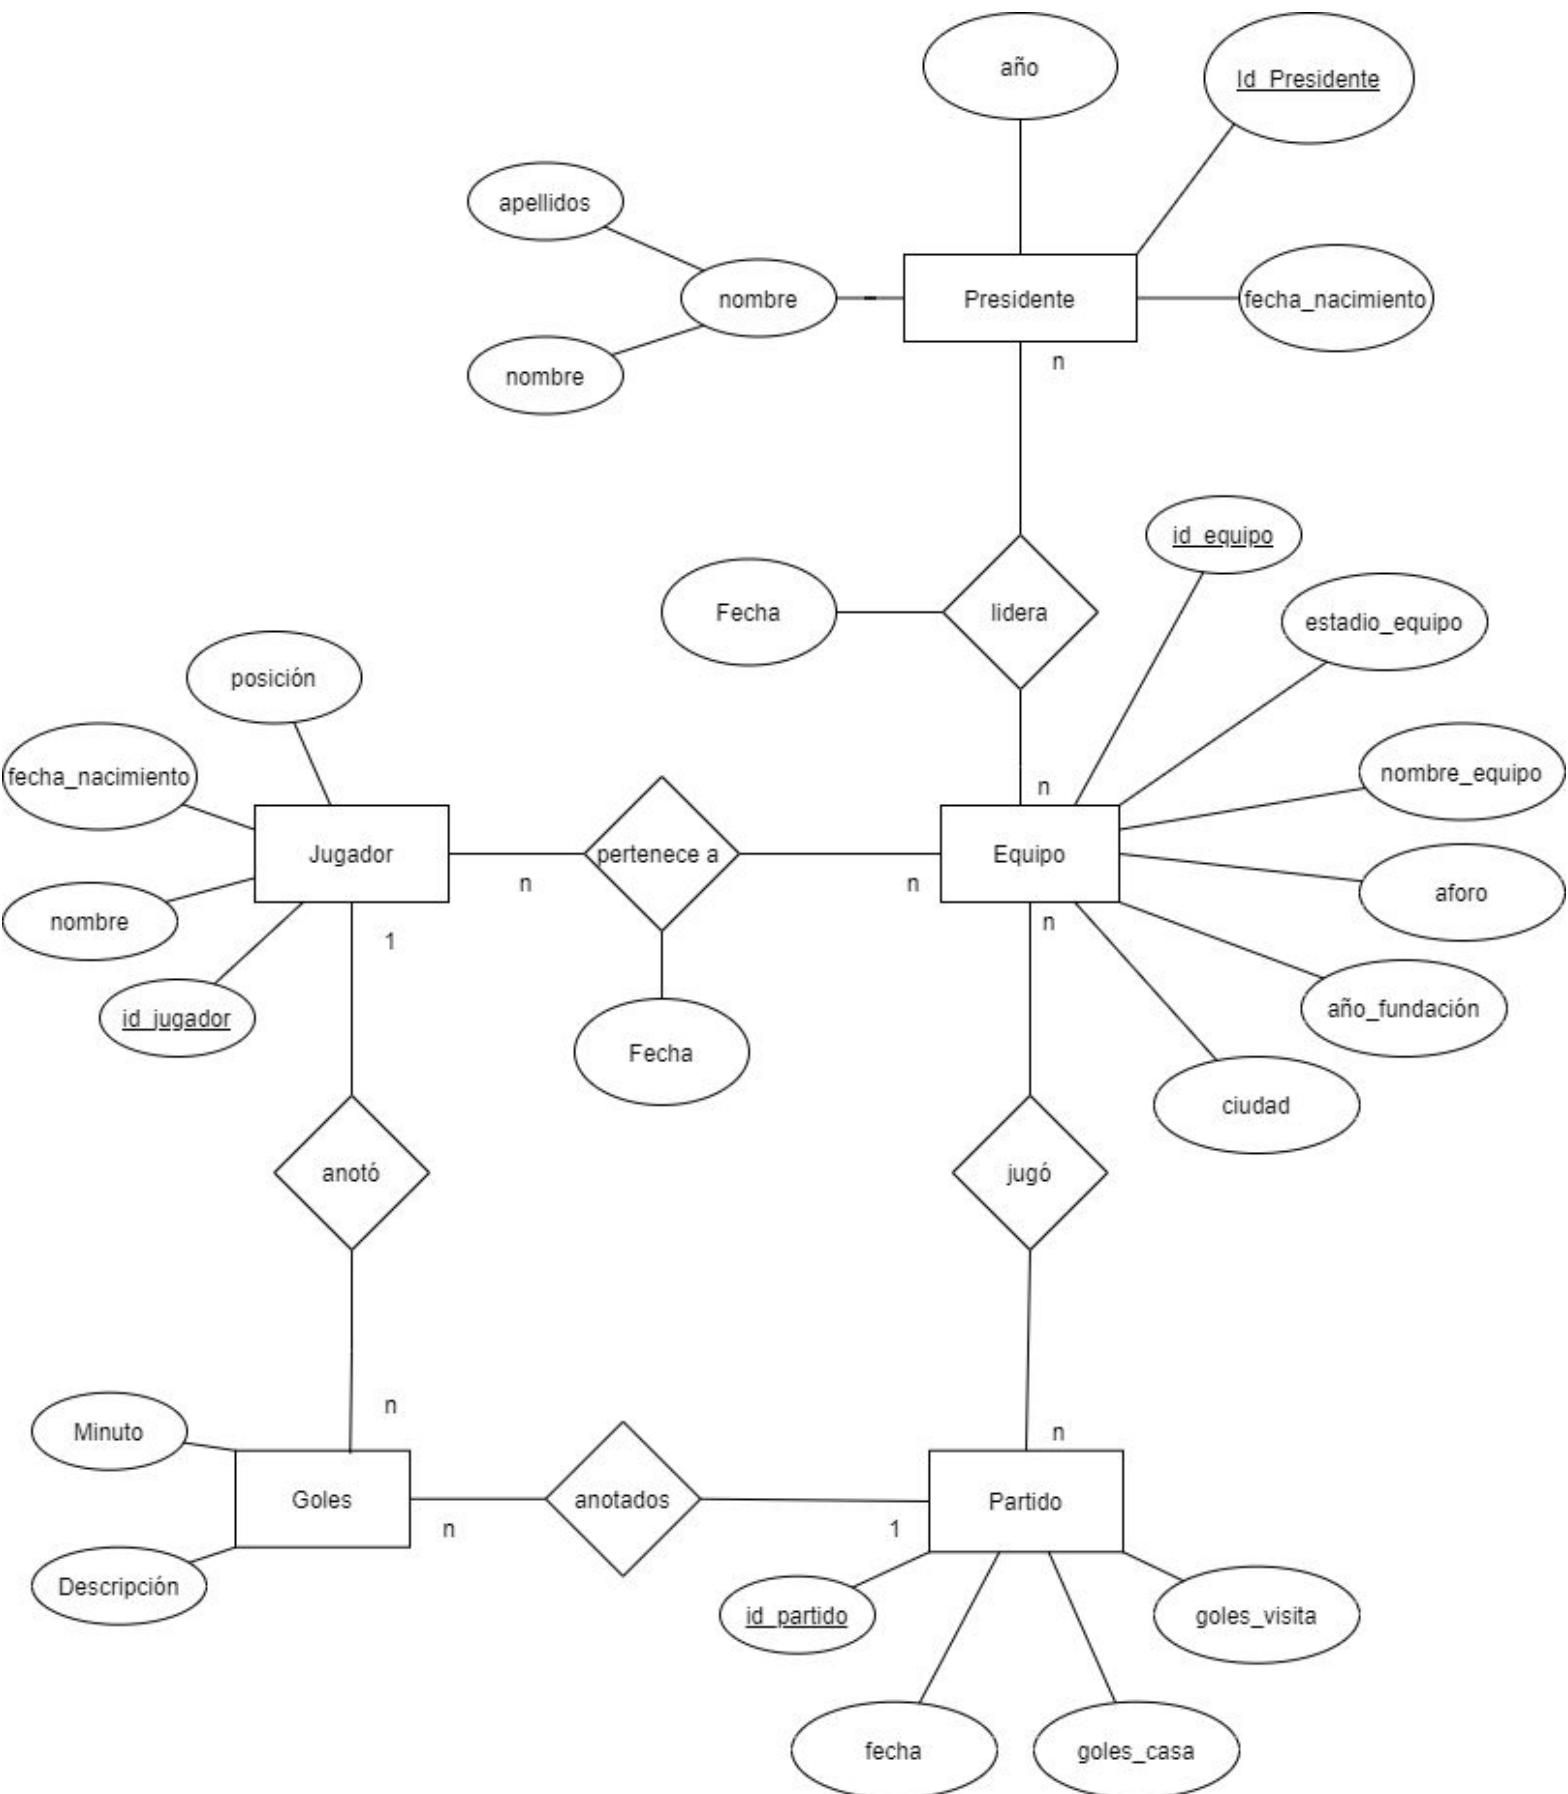 año
Id_Presidente
apellidos
nombre
Presidente
fecha_nacimiento
nombre
n
id_equipo
Fecha
lidera
estadio_equipo
posición
fecha_nacimiento
nombre_equipo
n
Jugador
pertenece a
Equipo
n
n
aforo
nombre
n
1
año_fundación
id_jugador
Fecha
ciudad
anotó
jugó
n
Minuto
n
Goles
anotados
Partido
n
1
Descripción
id_partido
goles_visita
fecha
goles_casa